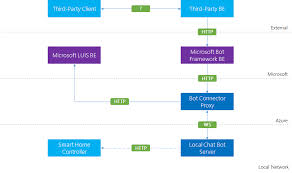 Third-Party Client
?
Third-Party BE
HTTP
External
Microsoft LUIS BE
Microsoft Bot
Framework BE
HTTP
Microsoft
HTTP
Bot Connector
Proxy
Azure
WS
Smart Home
Controller
HTTP
Local Chat Bot
Server
Local Network